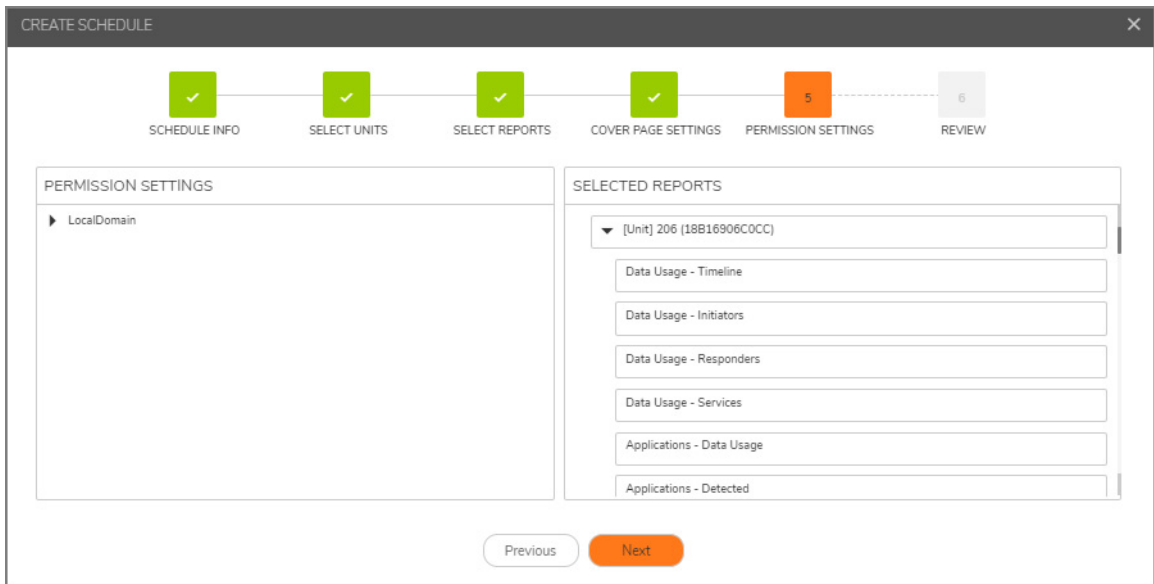 CREATE SCHEDULE
5
6
SCHEDULE INFO
SELECT UNITS
SELECT REPORTS
COVER PAGE SETTINGS
PERMISSION SETTINGS
REVIEW
PERMISSION SETTINGS
LocalDomain
SELECTED REPORTS
[Unit] 206 (18B16906C0CC)
Data Usage - Timeline
Data Usage - Initiators
Data Usage - Responders
Data Usage - Services
Applications - Data Usage
Applications - Detected
Previous
Next